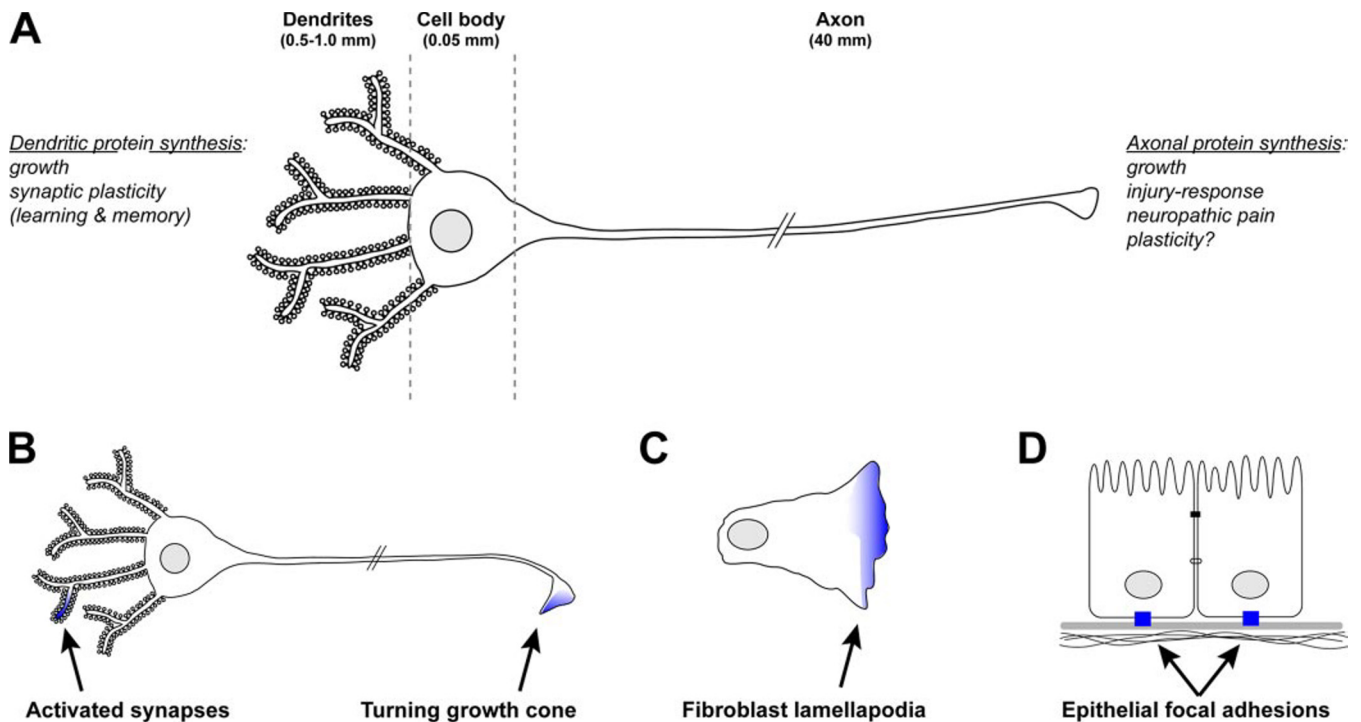 A
Dendrites
(0.5-1.0 mm)
Cell body
(0.05 mm)
Axon
(40 mm)
Dendritic protein synthesis:
growth
synaptic plasticity
(learning & memory)
Axonal protein synthesis:
growth
injury-response
neuropathic pain
plasticity?
B
Activated synapses
Turning growth cone
C
Fibroblast lamellapodia
D
Epithelial focal adhesions